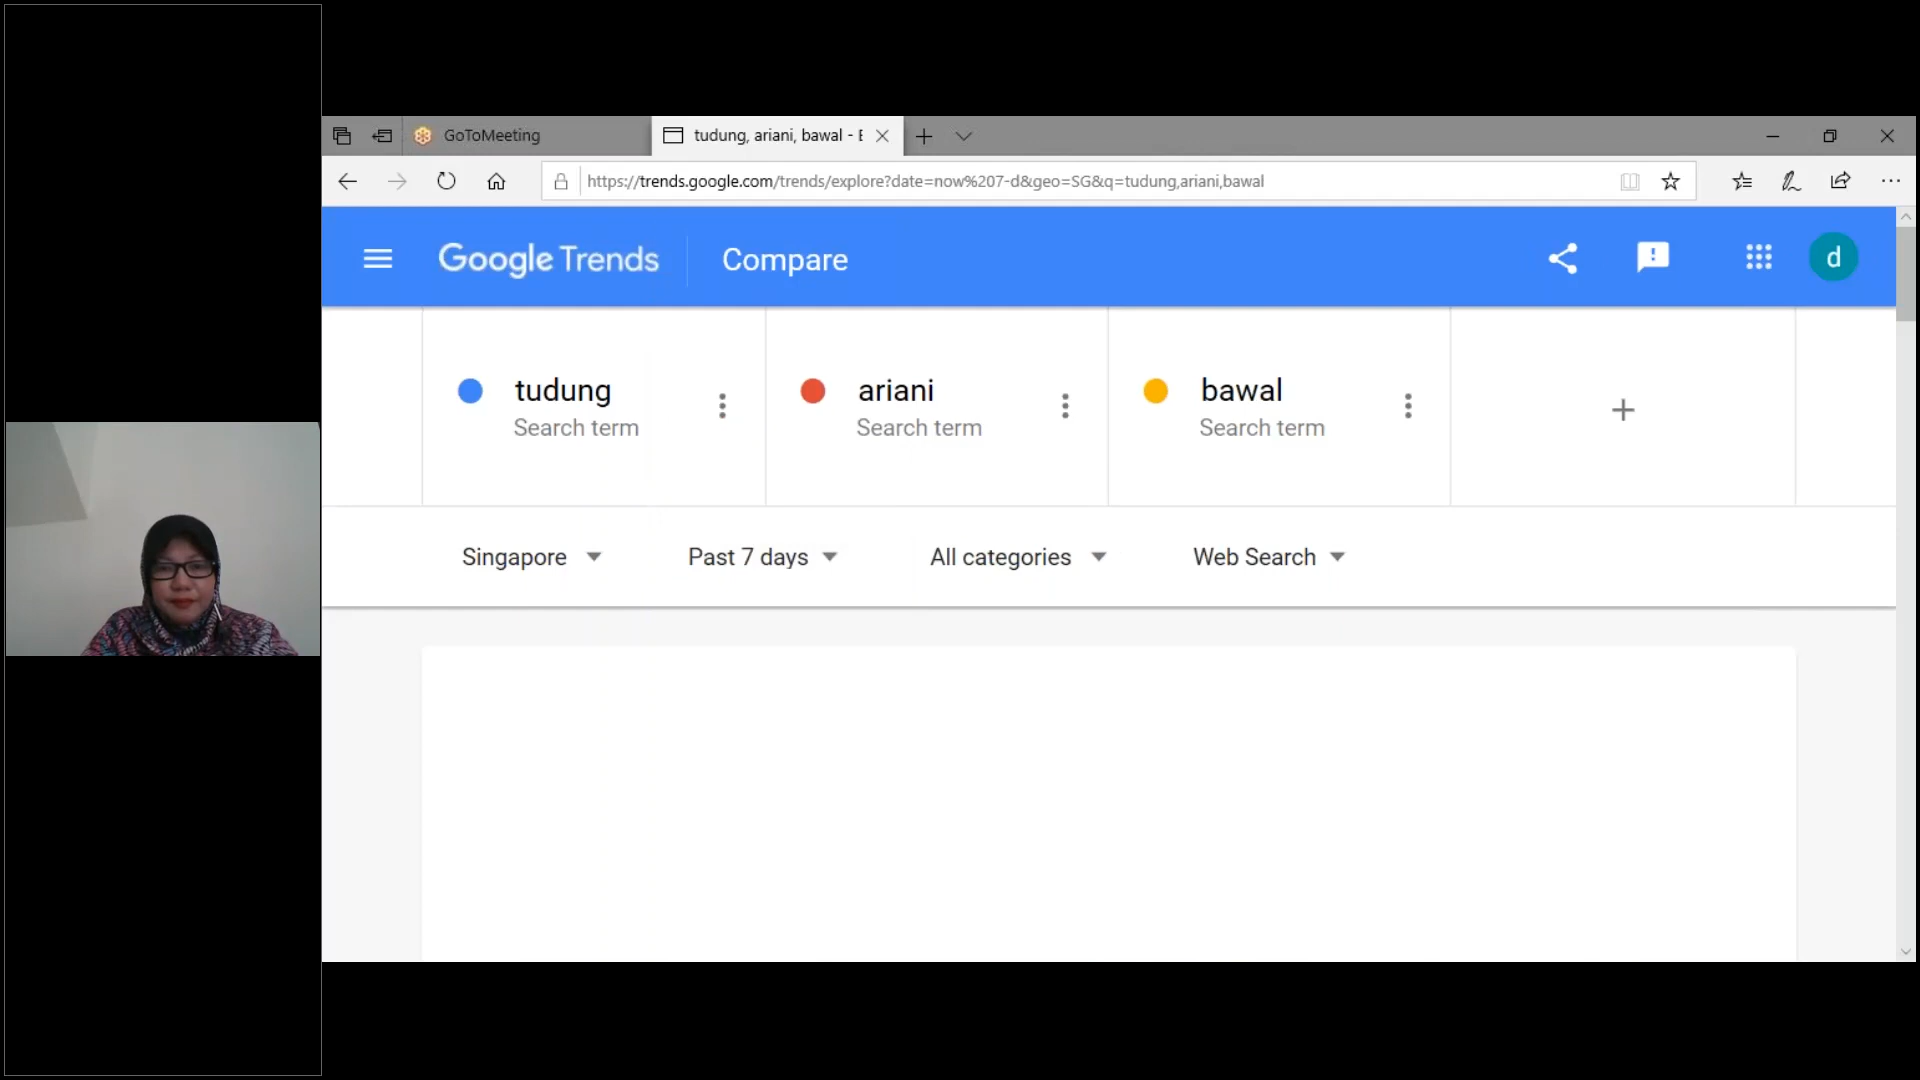 GoToMeeting
tudung, ariani, bawal - E
https://trends.google.com/trends/explore?date=now%207-d&geo=SG&q=tudung,ariani,bawal
Google Trends
Compare
d
tudung
Search term
ariani
Search term
bawal
Search term
Singapore
Past 7 days
All categories
Web Search